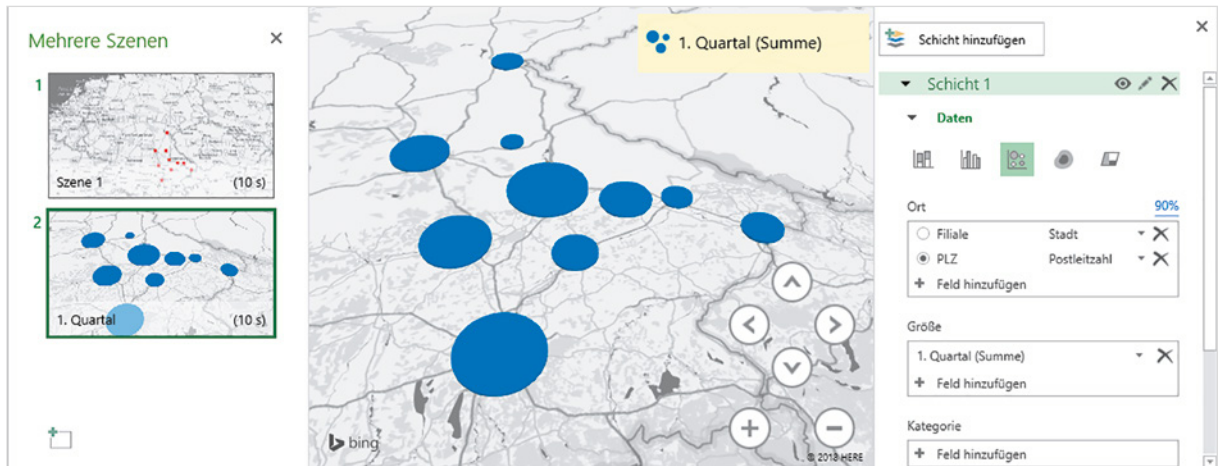 Mehrere Szenen
1
Szene 1 (10 s)
2
1. Quartal (10 s)
1. Quartal (Summe)
bing
© 2018 HERE
Schicht hinzufügen
Schicht 1
Daten
Ort 90%
Filiale Stadt
PLZ Postleitzahl
Feld hinzufügen
Größe
1. Quartal (Summe)
Feld hinzufügen
Kategorie
Feld hinzufügen